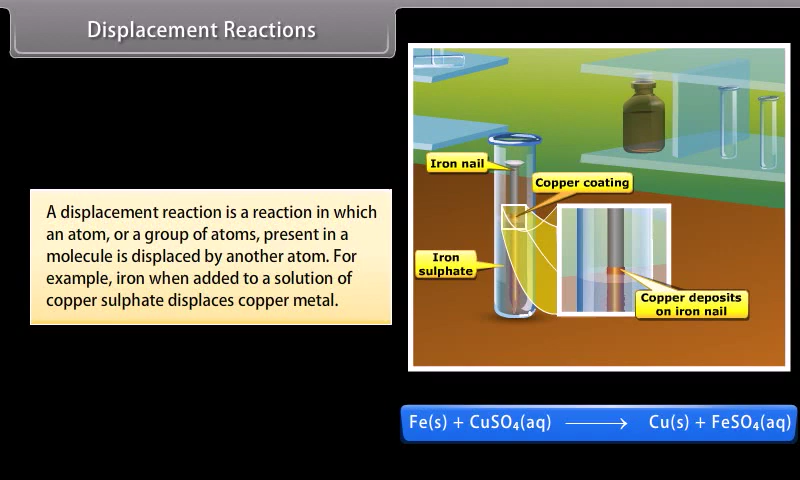 Displacement Reactions
A displacement reaction is a reaction in which
an atom, or a group of atoms, present in a
molecule is displaced by another atom. For
example, iron when added to a solution of
copper sulphate displaces copper metal.
Iron nail
Copper coating
Iron
sulphate
Copper deposits
on iron nail
Fe(s) + CuSO₄(aq) ⟶ Cu(s) + FeSO₄(aq)